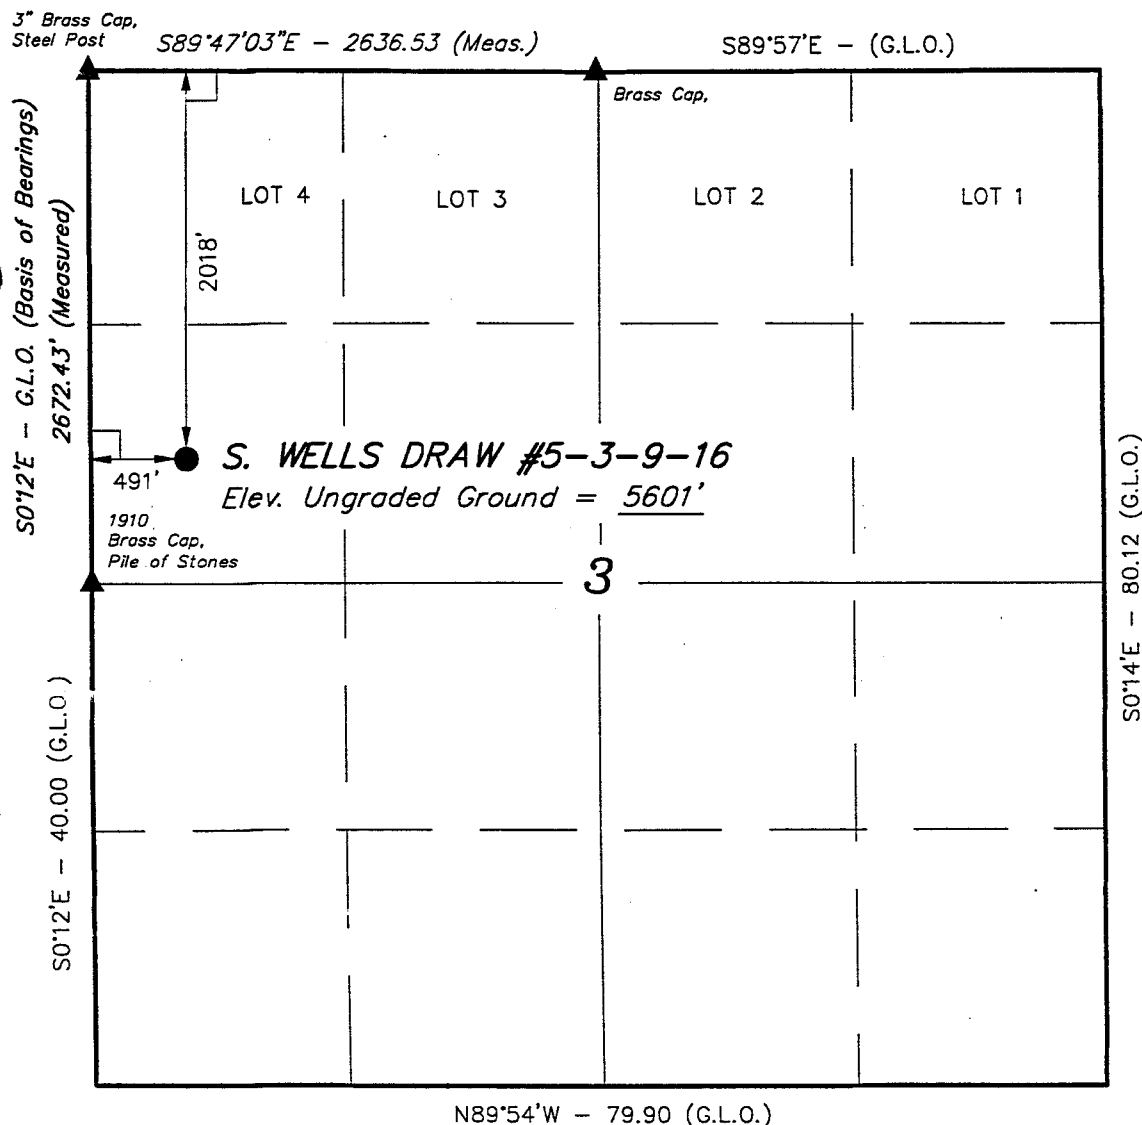 3" Brass Cap,
Steel Post
S89°47'03"E - 2636.53 (Meas.)
S89°57'E - (G.L.O.)
Brass Cap,
S0°12'E - G.L.O. (Basis of Bearings)
2672.43' (Measured)
LOT 4
LOT 3
LOT 2
LOT 1
2018'
491'
S. WELLS DRAW #5-3-9-16
Elev. Ungraded Ground = 5601'
1910
Brass Cap,
Pile of Stones
3
S0°14'E - 80.12 (G.L.O.)
S0°12'E - 40.00 (G.L.O.)
N89°54'W - 79.90 (G.L.O.)